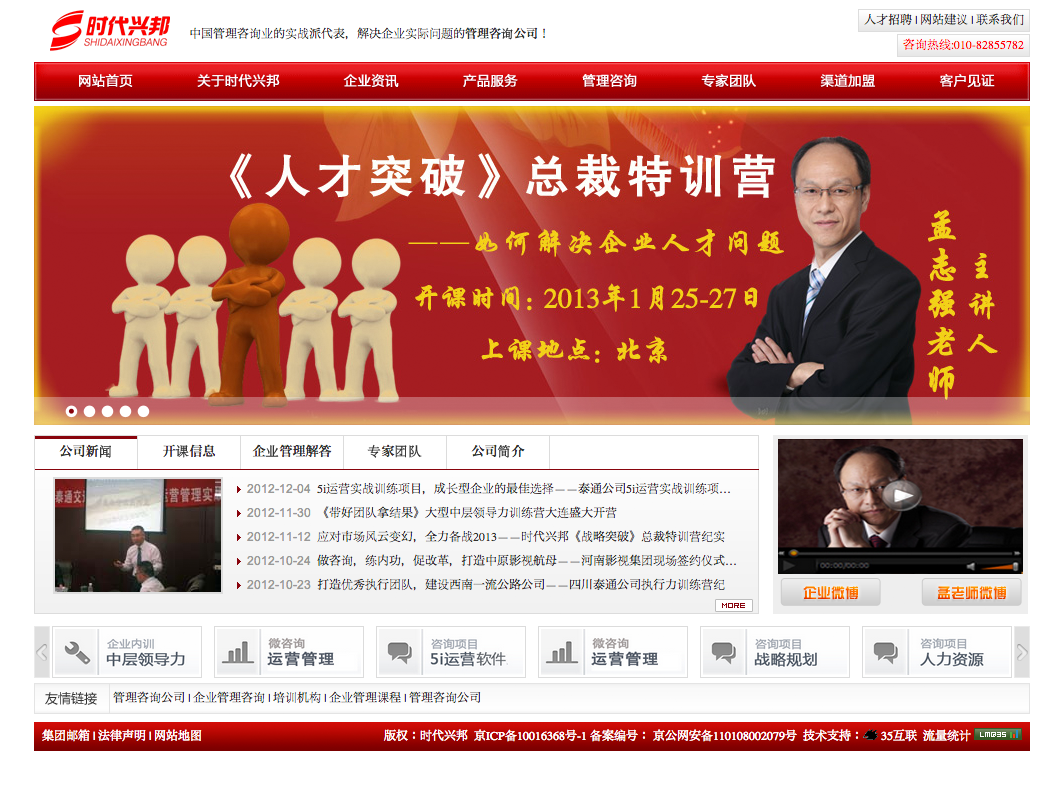 时代兴邦
SHIDAIXINGBANG
中国管理咨询业的实战派代表，解决企业实际问题的管理咨询公司！
人才招聘 | 网站建议 | 联系我们
咨询热线:010-82855782
网站首页 关于时代兴邦 企业资讯 产品服务 管理咨询 专家团队 渠道加盟 客户见证
《人才突破》总裁特训营
——如何解决企业人才问题
开课时间：2013年1月25-27日
上课地点：北京
孟志强老师
主讲人
公司新闻 开课信息 企业管理解答 专家团队 公司简介
泰通交 营管理实
2012-12-04 5i运营实战训练项目，成长型企业的最佳选择——泰通公司5i运营实战训练项…
2012-11-30 《带好团队拿结果》大型中层领导力训练营大连盛大开营
2012-11-12 应对市场风云变幻，全力备战2013——时代兴邦《战略突破》总裁特训营纪实
2012-10-24 做咨询，练内功，促改革，打造中原影视航母——河南影视集团现场签约仪式…
2012-10-23 打造优秀执行团队，建设西南一流公路公司——四川泰通公司执行力训练营纪
MORE
00:00/00:00
企业微博 孟老师微博
企业内训
中层领导力
微咨询
运营管理
咨询项目
5i运营软件
微咨询
运营管理
咨询项目
战略规划
咨询项目
人力资源
友情链接 管理咨询公司 | 企业管理咨询 | 培训机构 | 企业管理课程 | 管理咨询公司
集团邮箱 | 法律声明 | 网站地图
版权：时代兴邦 京ICP备10016368号-1 备案编号： 京公网安备110108002079号 技术支持： 35互联 流量统计